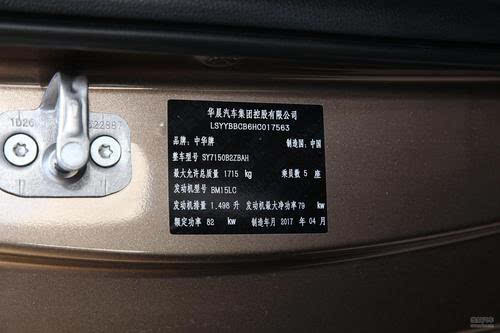 华晨汽车集团控股有限公司
LSYYBBCB6HC017563
品牌：中华牌 制造国：中国
整车型号 SY7150B2ZBAH
最大允许总质量 1715 kg 乘员数 5 座
发动机型号 BM15LC
发动机排量 1.498 升 发动机最大净功率 79 kw
额定功率 82 kw 制造年月 2017 年 04 月